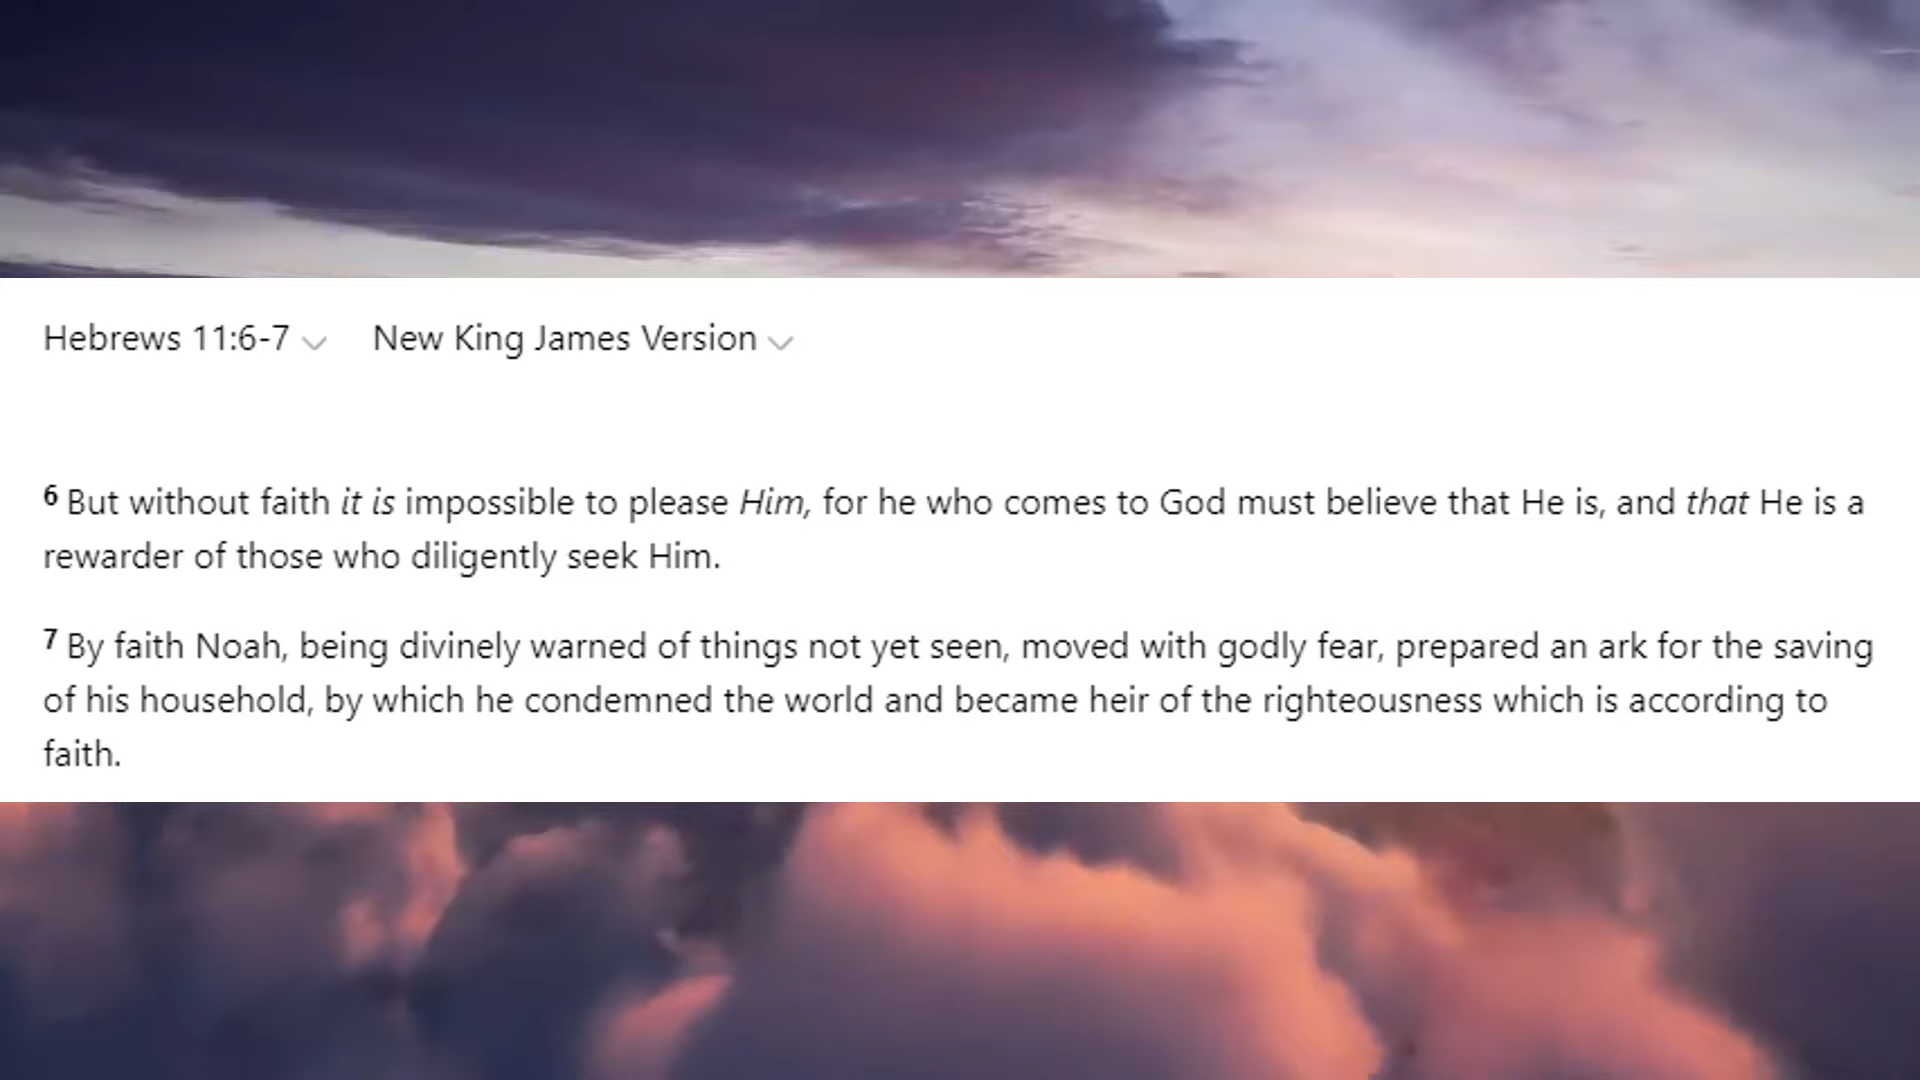 Hebrews 11:6-7 New King James Version
6 But without faith it is impossible to please Him, for he who comes to God must believe that He is, and that He is a
rewarder of those who diligently seek Him.
7 By faith Noah, being divinely warned of things not yet seen, moved with godly fear, prepared an ark for the saving
of his household, by which he condemned the world and became heir of the righteousness which is according to
faith.